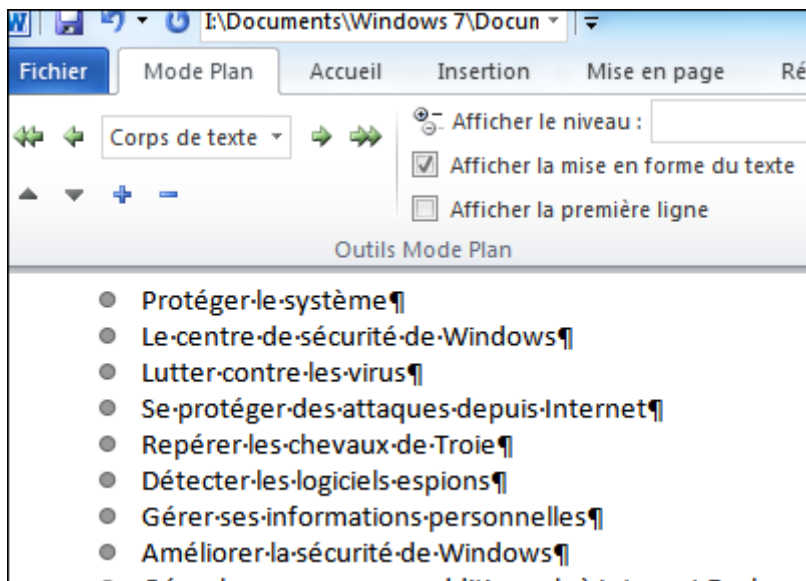 I:\Documents\Windows 7\Docun
Fichier Mode Plan Accueil Insertion Mise en page Ré
Corps de texte Afficher le niveau :
Afficher la mise en forme du texte
Afficher la première ligne
Outils Mode Plan
Protéger·le·système¶
Le·centre·de·sécurité·de·Windows¶
Lutter·contre·les·virus¶
Se·protéger·des·attaques·depuis·Internet¶
Repérer·les·chevaux·de·Troie¶
Détecter·les·logiciels·espions¶
Gérer·ses·informations·personnelles¶
Améliorer·la·sécurité·de·Windows¶